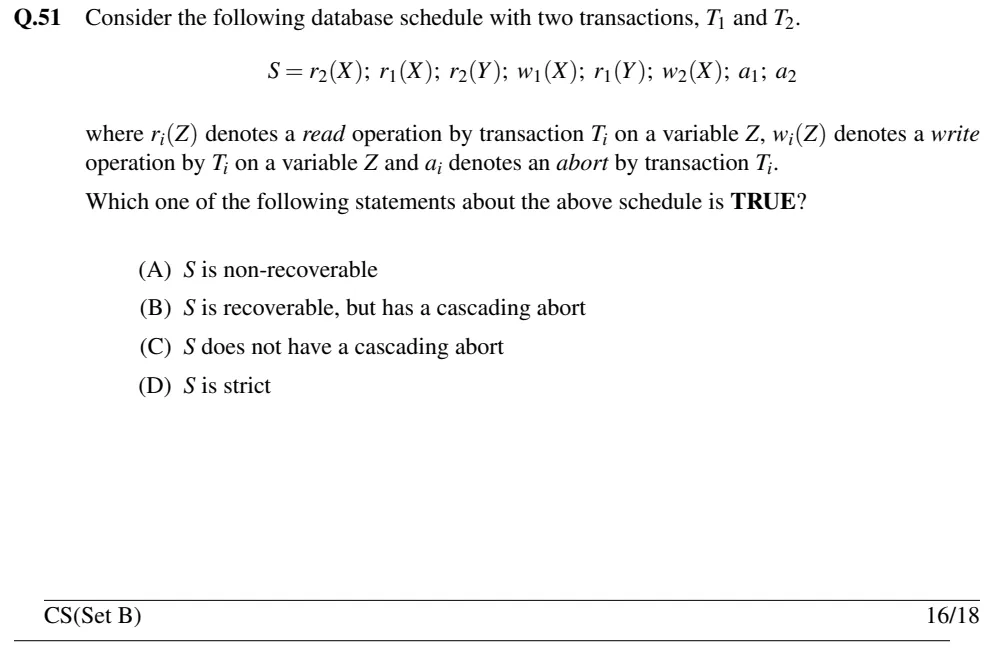 Q.51 Consider the following database schedule with two transactions, T₁ and T₂.
S = r₂(X); r₁(X); r₂(Y); w₁(X); r₁(Y); w₂(X); a₁; a₂
where rᵢ(Z) denotes a read operation by transaction Tᵢ on a variable Z, wᵢ(Z) denotes a write
operation by Tᵢ on a variable Z and aᵢ denotes an abort by transaction Tᵢ.
Which one of the following statements about the above schedule is TRUE?
(A) S is non-recoverable
(B) S is recoverable, but has a cascading abort
(C) S does not have a cascading abort
(D) S is strict
CS(Set B) 16/18